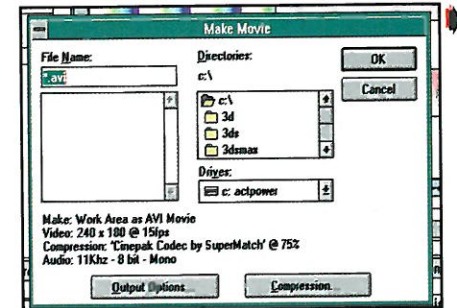 Make Movie
File Name:
*.avi
Directories:
c:\
c:\
3d
3ds
3dsmax
Drives:
c: actpower
OK
Cancel
Make: Work Area as AVI Movie
Video: 240 x 180 @ 15fps
Compression: 'Cinepak Codec by SuperMatch' @ 75%
Audio: 11Khz - 8 bit - Mono
Output Options...
Compression...